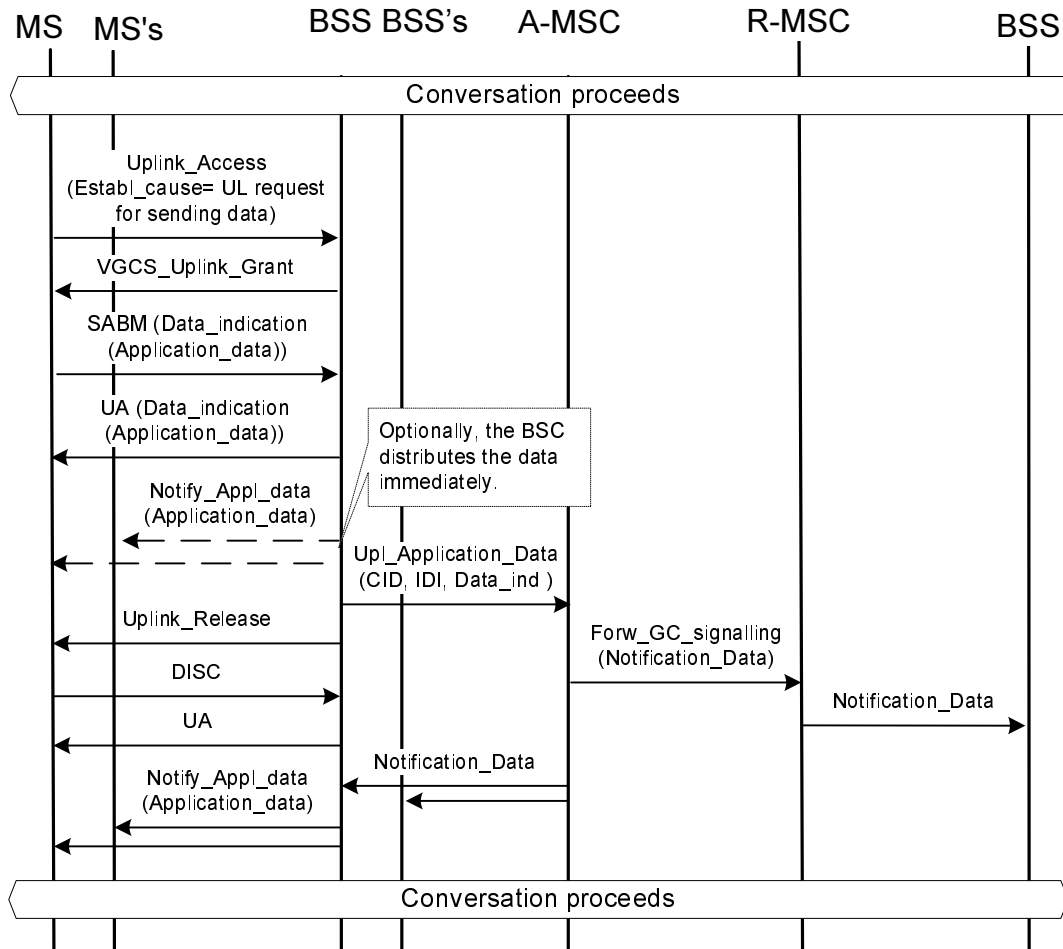 MS MS's BSS BSS's A-MSC R-MSC BSS
Conversation proceeds
Uplink_Access
(Establ_cause= UL request
for sending data)
VGCS_Uplink_Grant
SABM (Data_indication
(Application_data))
UA (Data_indication
(Application_data))
Optionally, the BSC
distributes the data
immediately.
Notify_Appl_data
(Application_data)
Upl_Application_Data
(CID, IDI, Data_ind )
Uplink_Release
Forw_GC_signalling
(Notification_Data)
DISC
Notification_Data
UA
Notification_Data
Notify_Appl_data
(Application_data)
Conversation proceeds